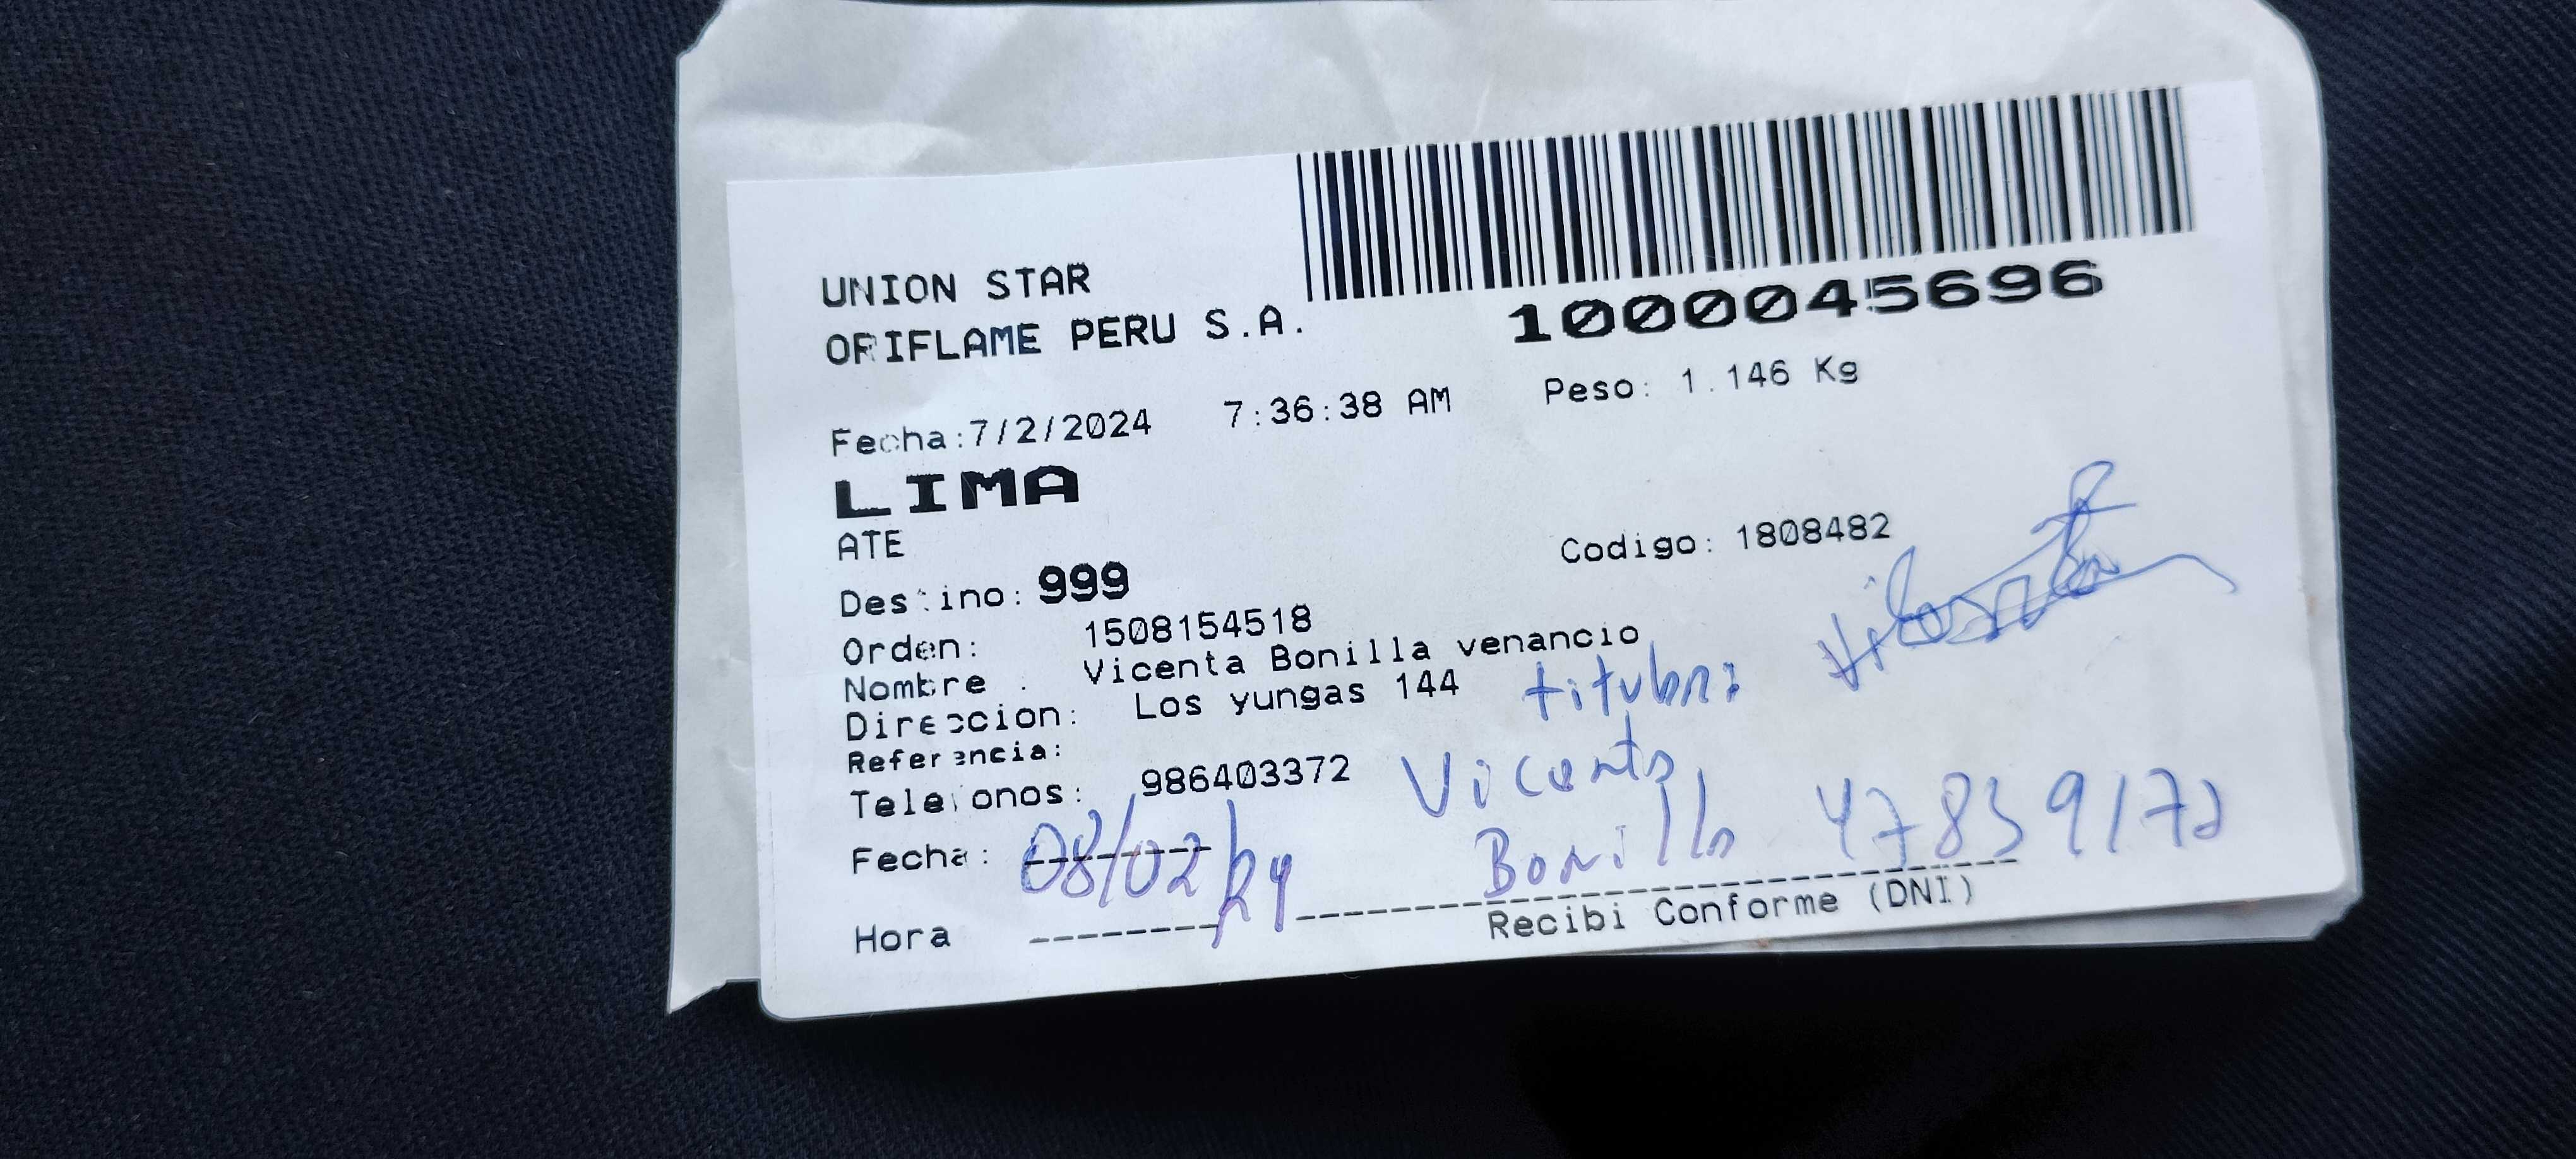 UNION STAR
ORIFLAME PERU S.A.
1000045696
Fecha:7/2/2024 7:36:38 AM Peso: 1.146 Kg
LIMA
ATE
Codigo: 1808482
Destino: 999
Orden: 1508154518
Nombre : Vicenta Bonilla venancio
Direccion: Los yungas 144
titular
Referencia:
Telefonos: 986403372
Vicenta
Fecha: 08/02/24
Bonilla 47839172
Hora
Recibi Conforme (DNI)